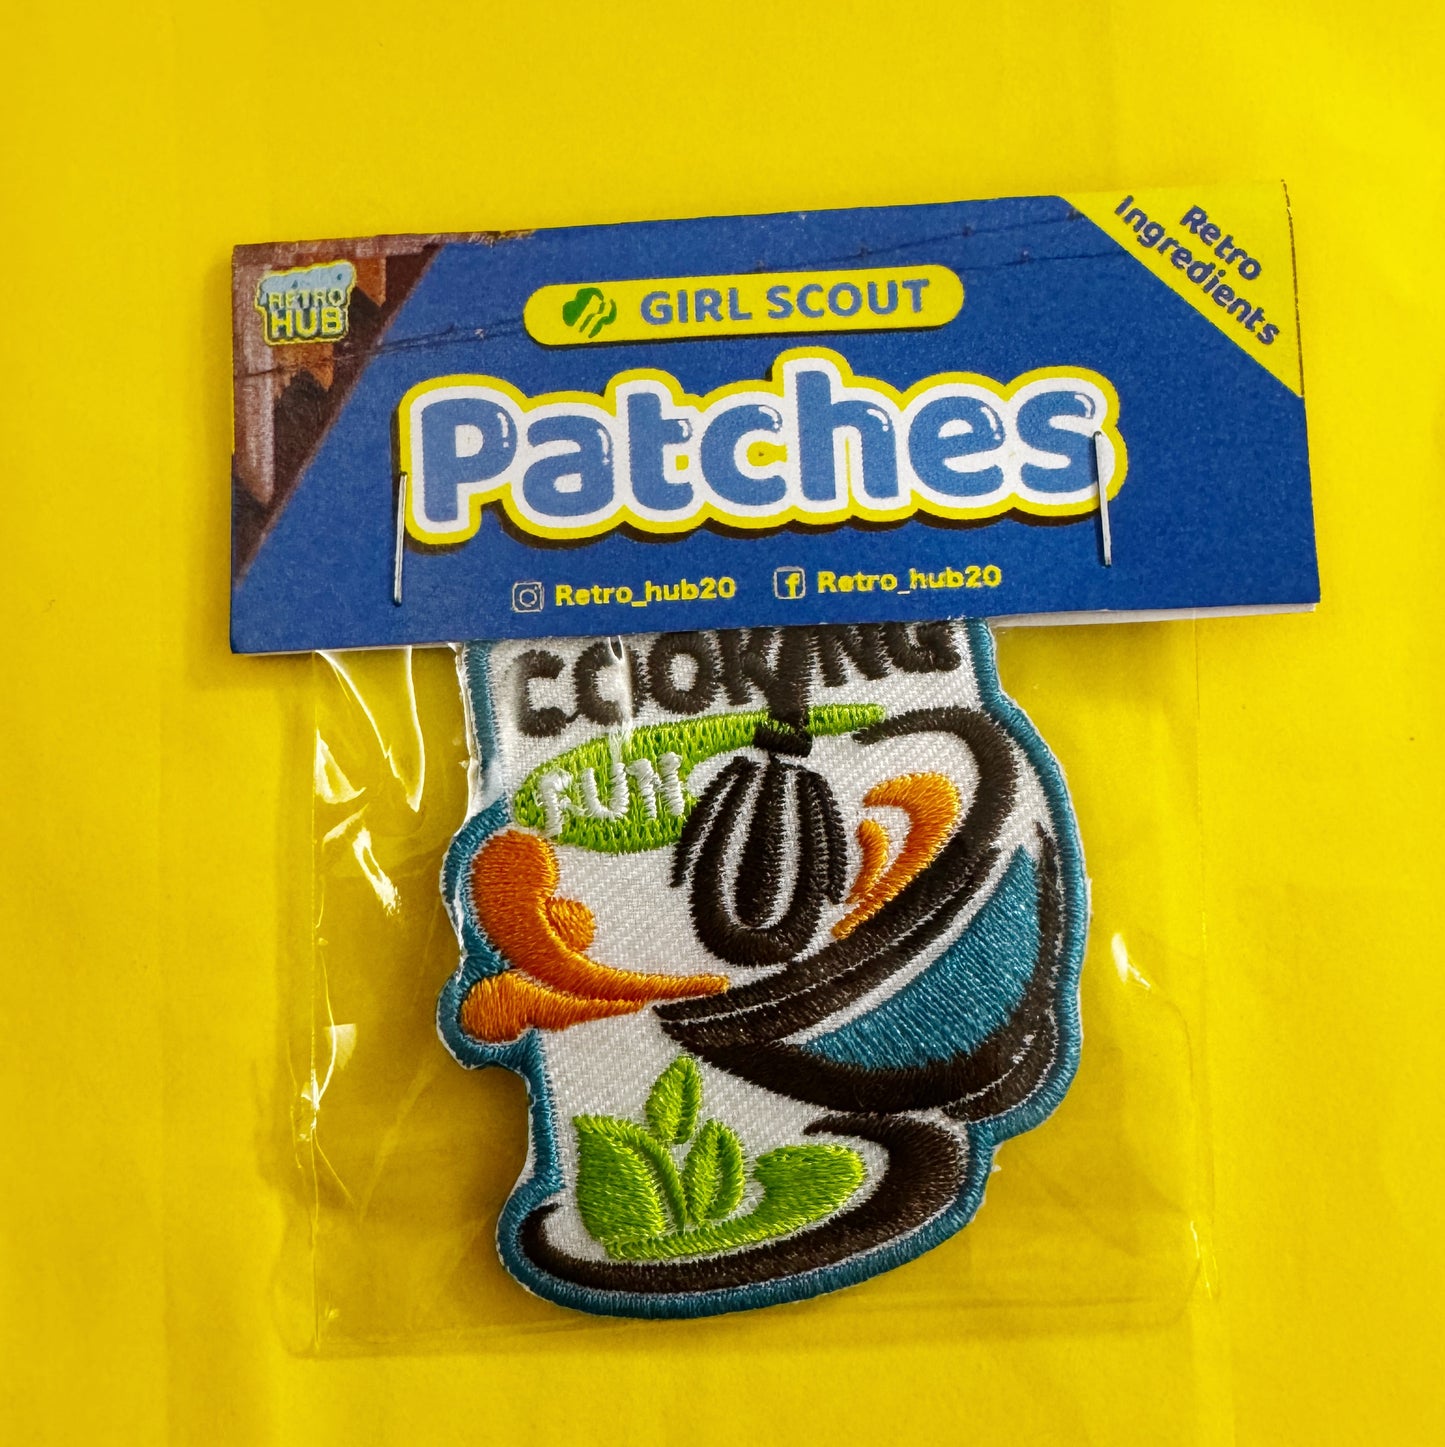 RETRO
HUB
GIRL SCOUT
Retro
Ingredients
Patches
Retro_hub20
Retro_hub20
COOKING
FUN